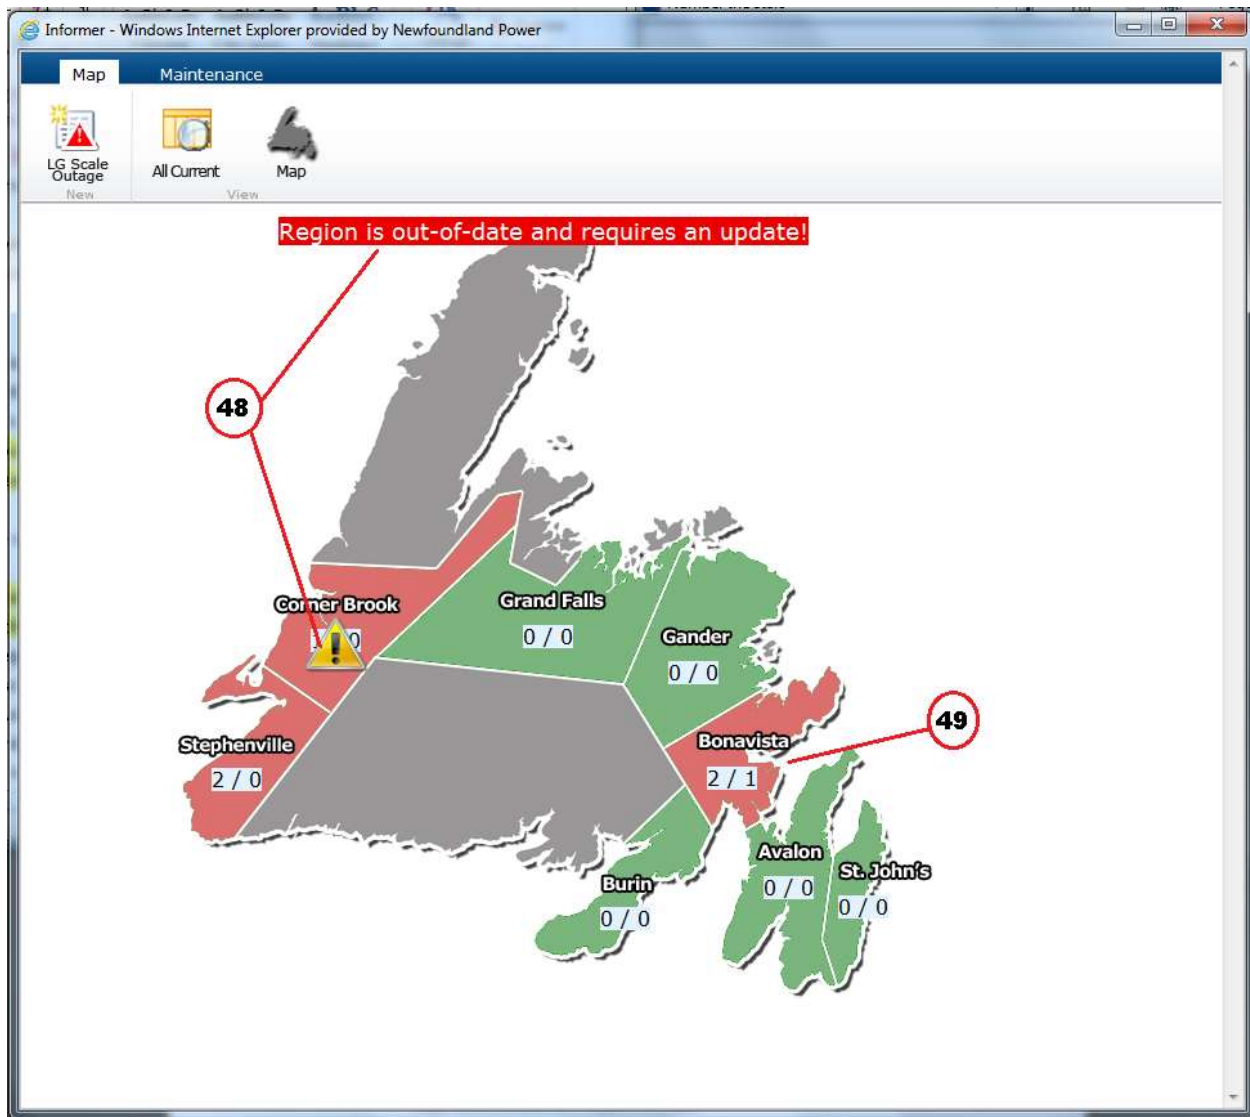 Informer - Windows Internet Explorer provided by Newfoundland Power
Map
Maintenance
LG Scale
Outage
All Current
Map
New
View
Region is out-of-date and requires an update!
48
Corner Brook
0
Grand Falls
0 / 0
Gander
0 / 0
49
Stephenville
2 / 0
Bonavista
2 / 1
Avalon
0 / 0
St. John's
0 / 0
Burin
0 / 0